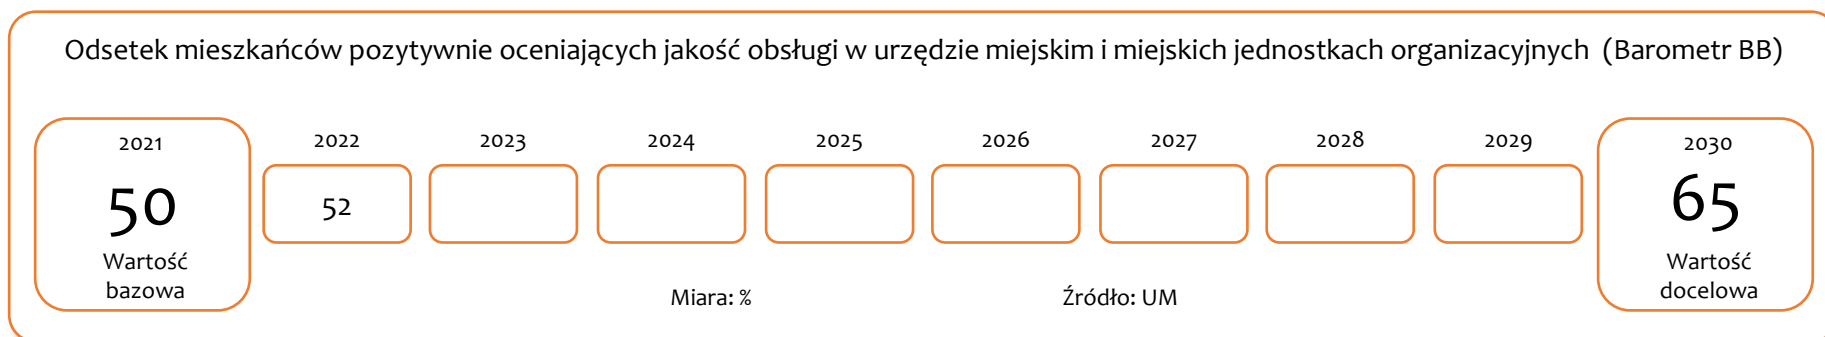 Odsetek mieszkańców pozytywnie oceniających jakość obsługi w urzędzie miejskim i miejskich jednostkach organizacyjnych (Barometr BB)
2021 2022 2023 2024 2025 2026 2027 2028 2029 2030
50 52 65
Wartość
bazowa
Wartość
docelowa
Miara: % Źródło: UM